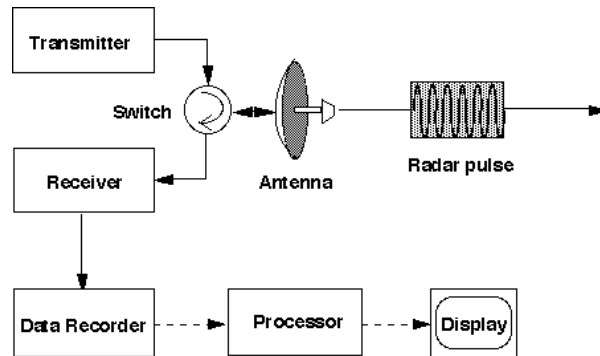 Transmitter
Switch
Antenna
Radar pulse
Receiver
Data Recorder
Processor
Display